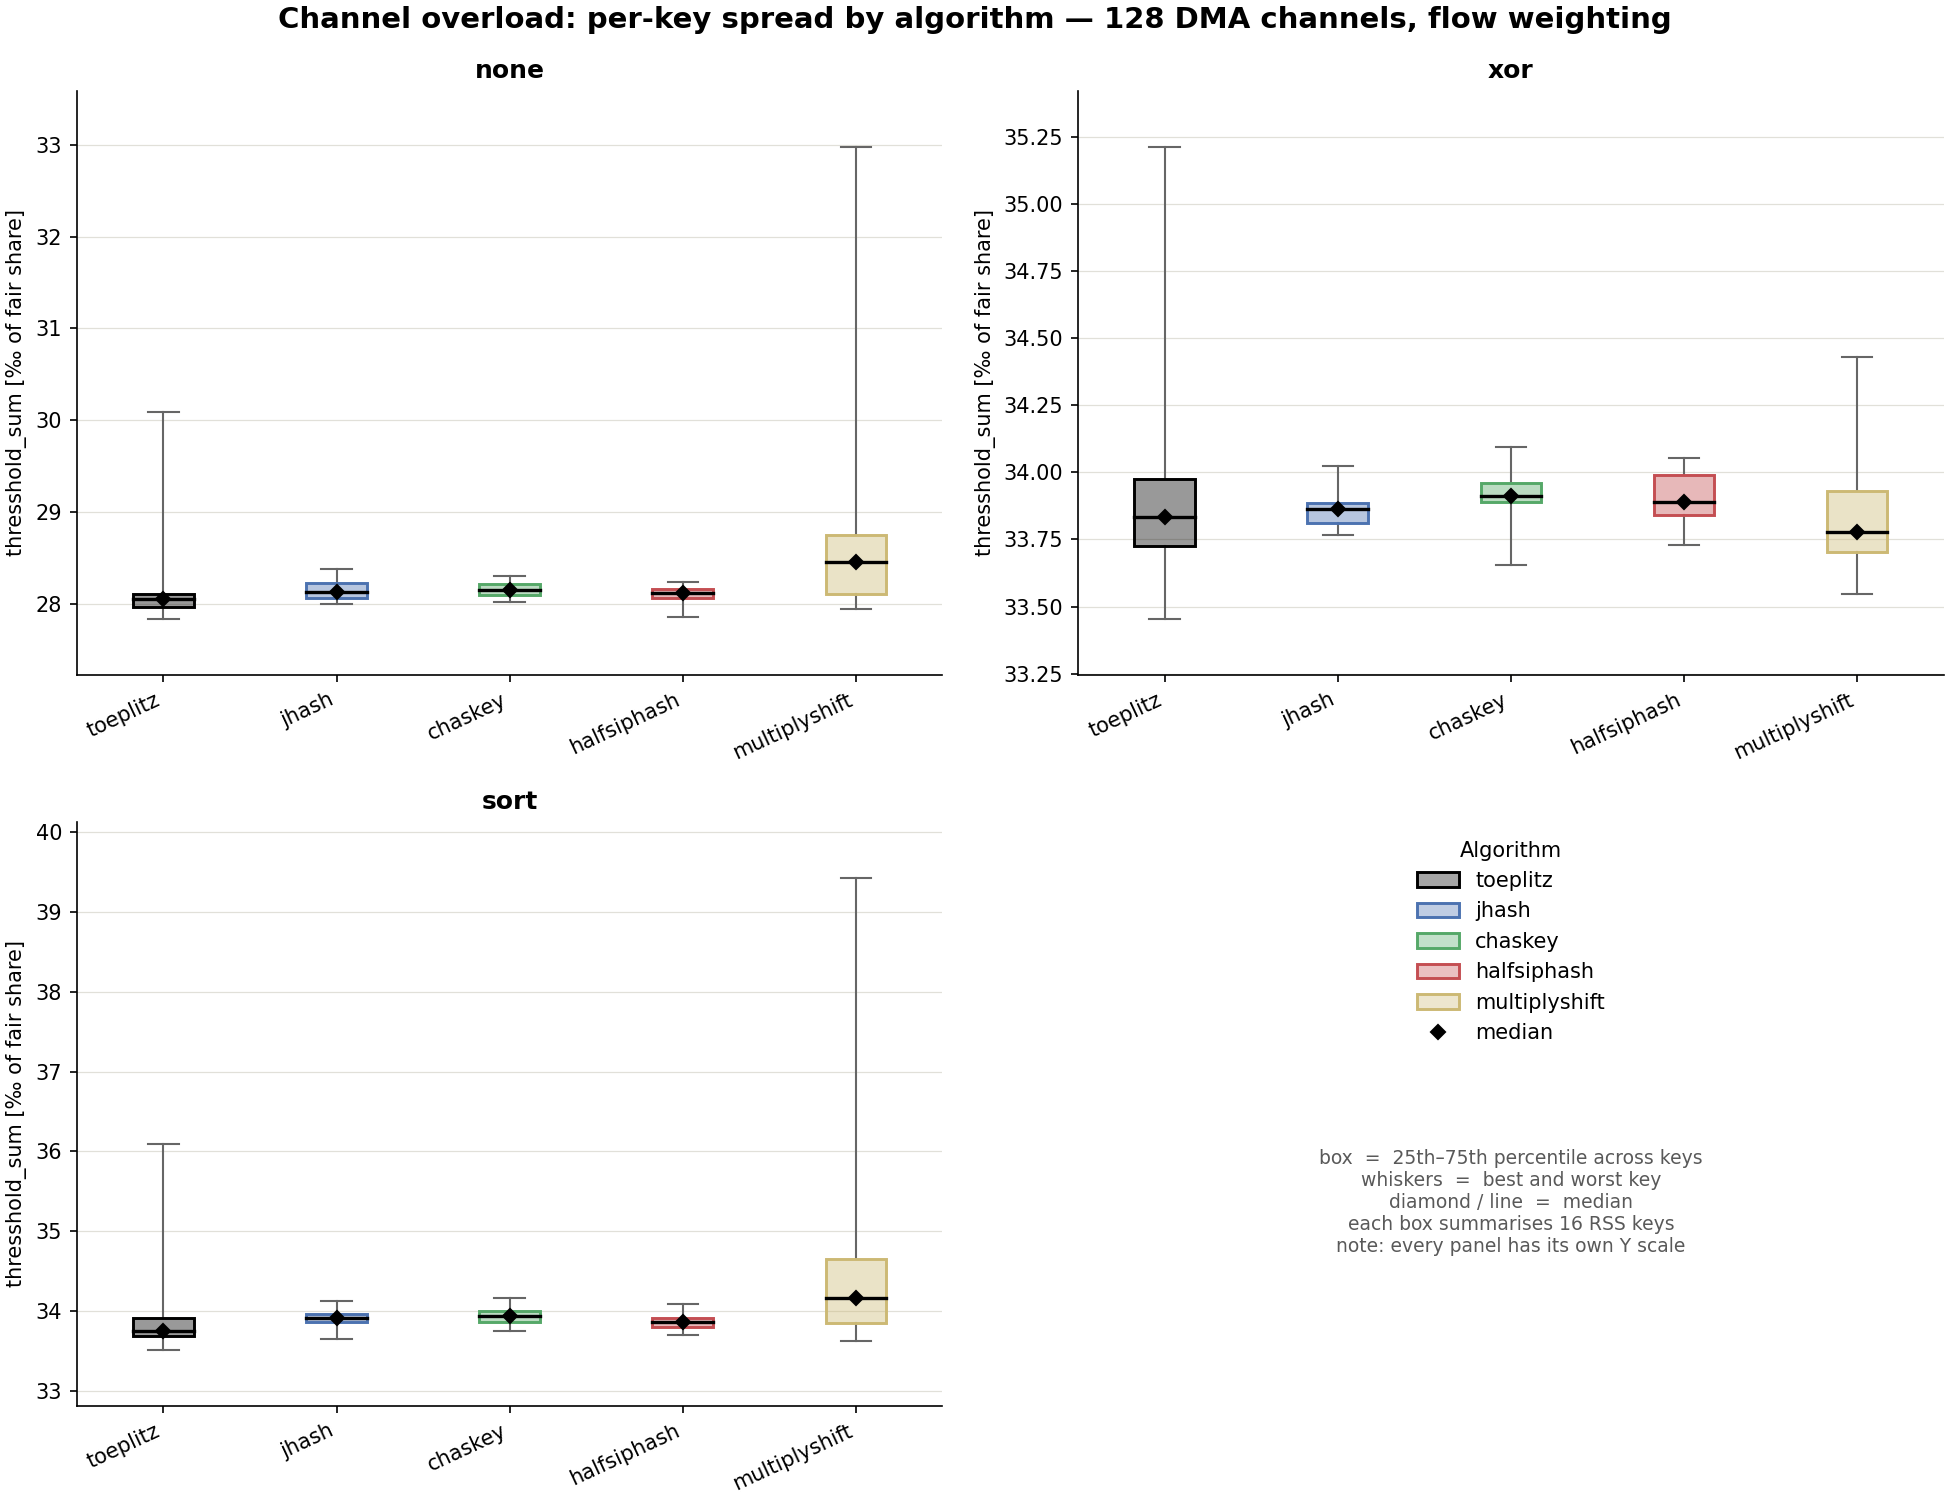 Channel overload: per-key spread by algorithm — 128 DMA channels, flow weighting
none
thresshold_sum [‰ of fair share]
33
32
31
30
29
28
toeplitz
jhash
chaskey
halfsiphash
multiplyshift
xor
thresshold_sum [‰ of fair share]
35.25
35.00
34.75
34.50
34.25
34.00
33.75
33.50
33.25
toeplitz
jhash
chaskey
halfsiphash
multiplyshift
sort
thresshold_sum [‰ of fair share]
40
39
38
37
36
35
34
33
toeplitz
jhash
chaskey
halfsiphash
multiplyshift
Algorithm
toeplitz
jhash
chaskey
halfsiphash
multiplyshift
median
box = 25th–75th percentile across keys
whiskers = best and worst key
diamond / line = median
each box summarises 16 RSS keys
note: every panel has its own Y scale